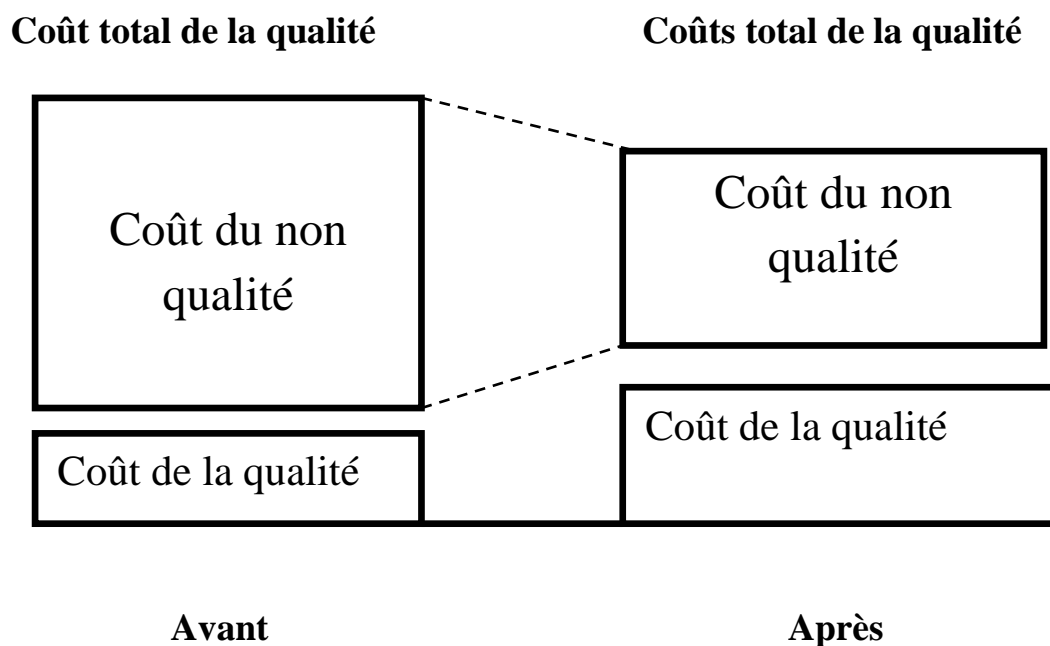 Coût total de la qualité
Coûts total de la qualité
Coût du non
qualité
Coût du non
qualité
Coût de la qualité
Coût de la qualité
Avant
Après